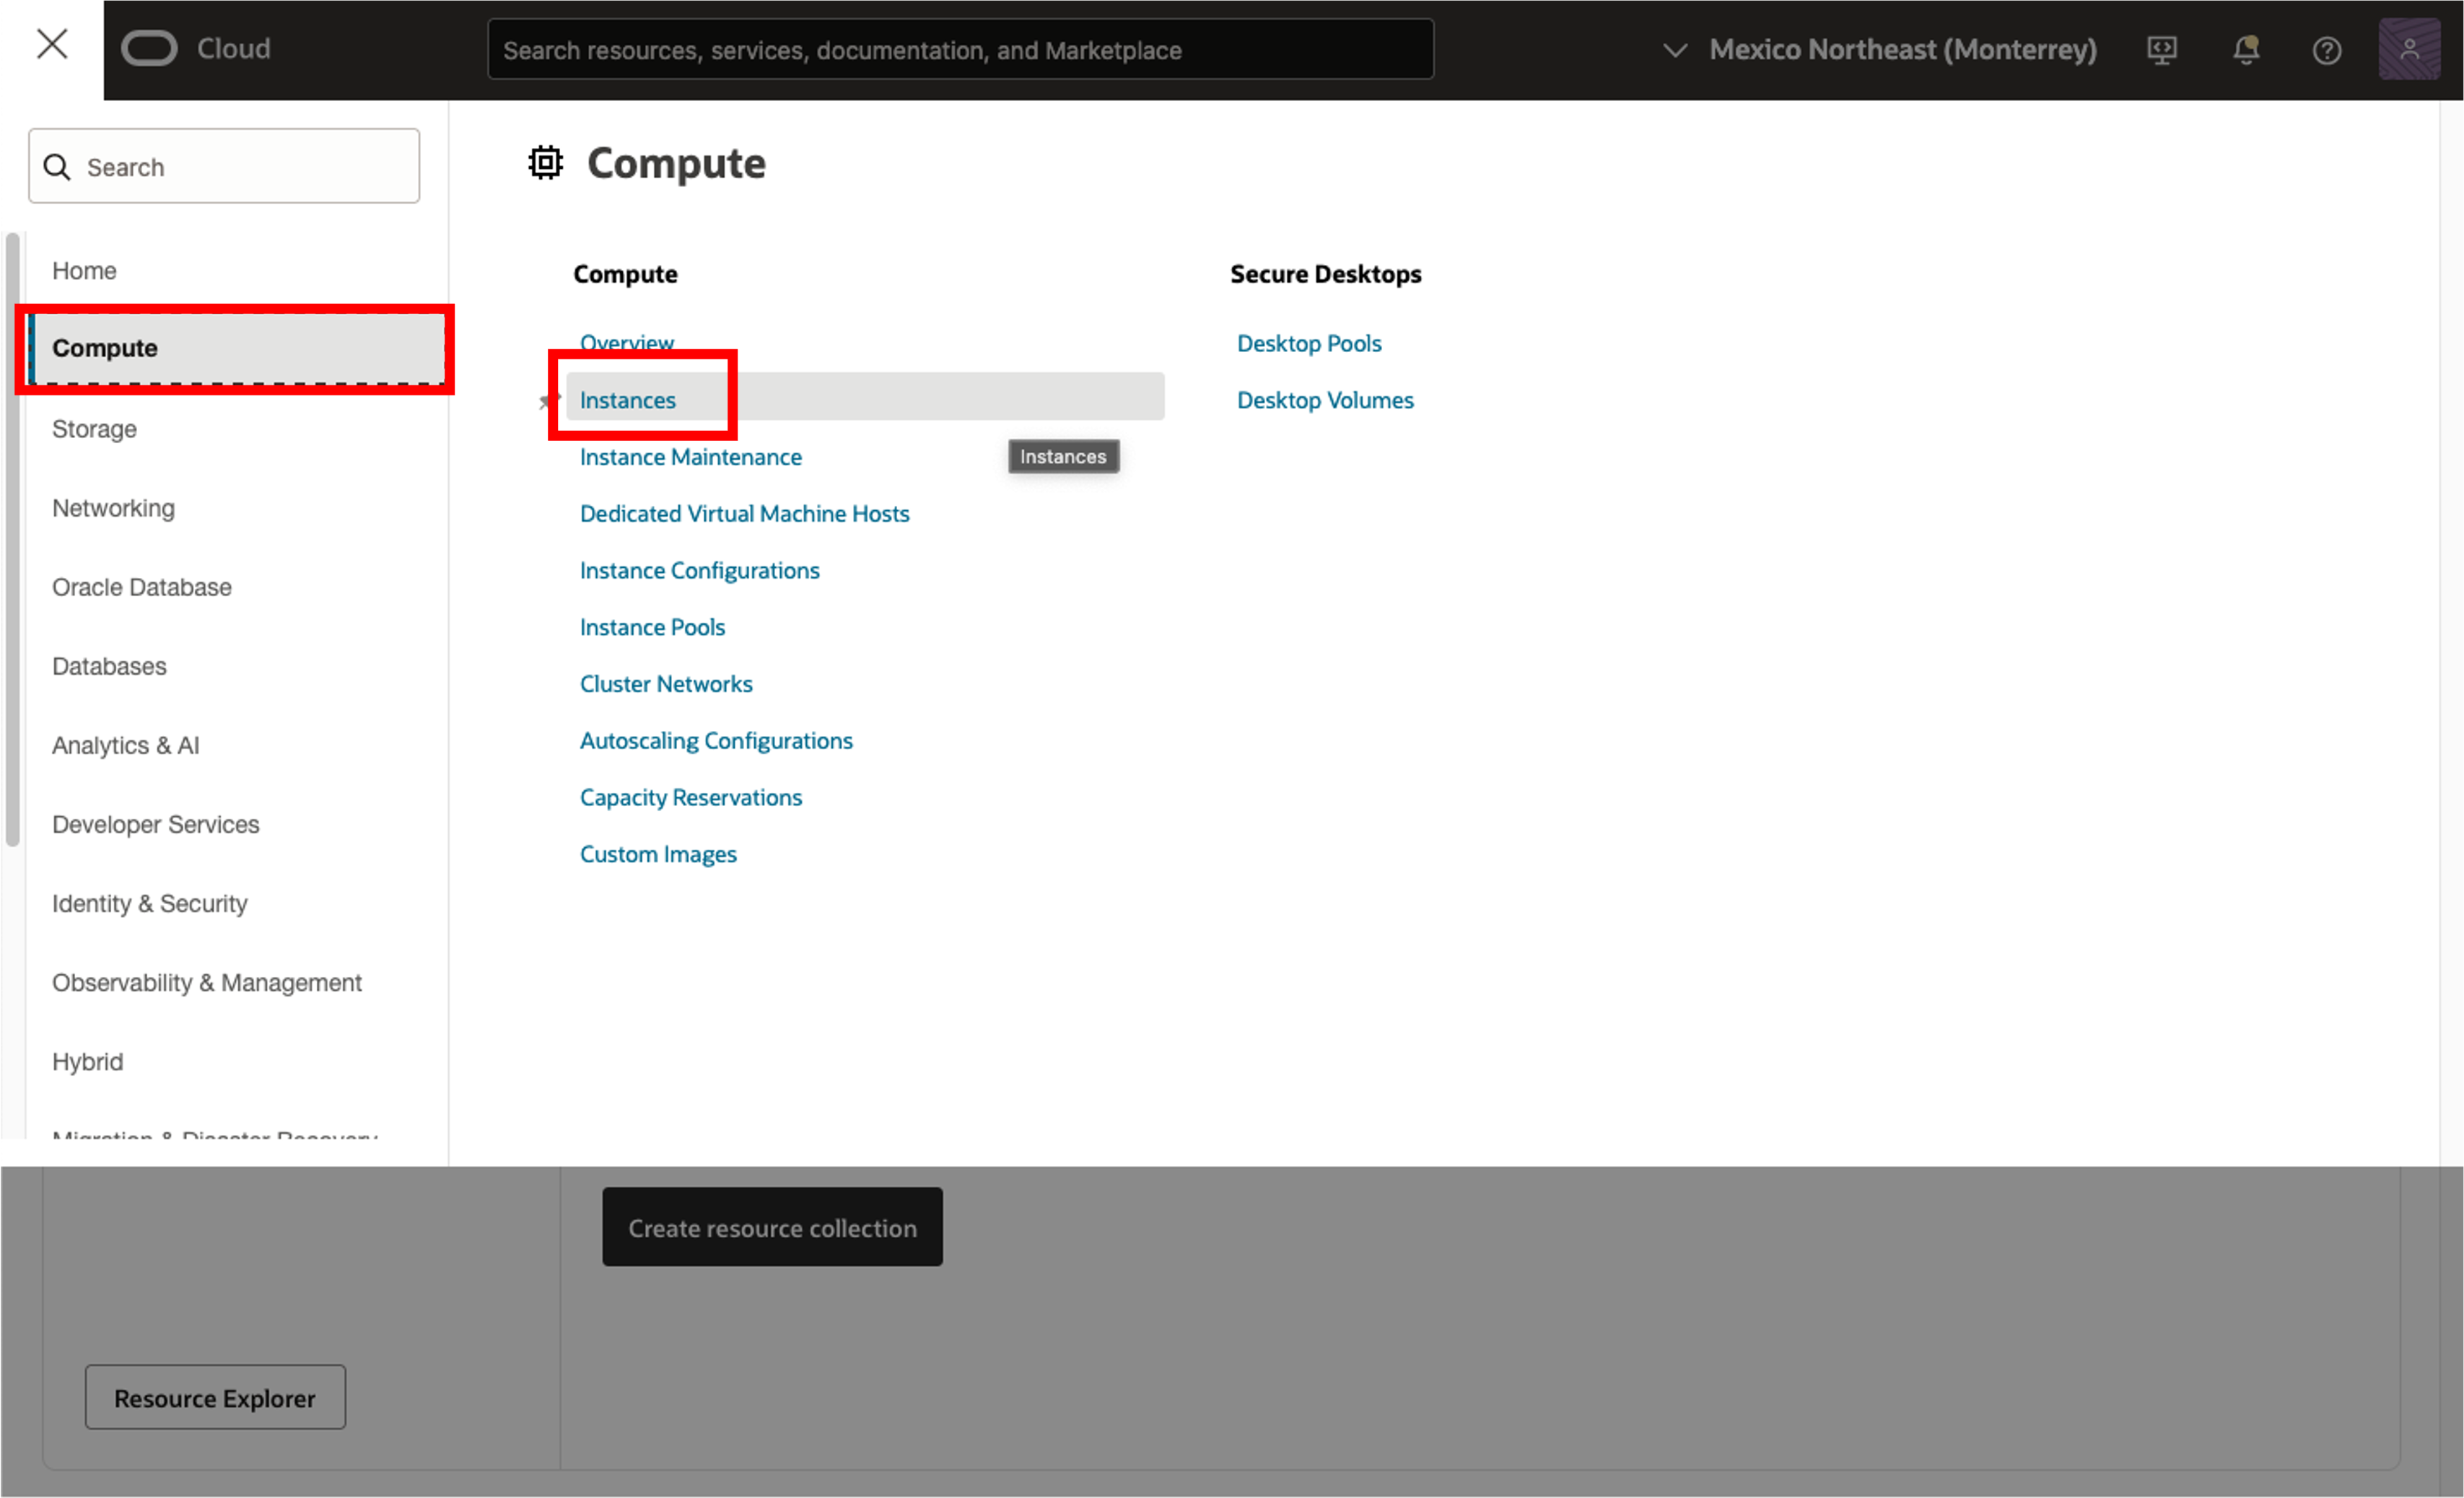 Cloud
Search resources, services, documentation, and Marketplace
Mexico Northeast (Monterrey)
Search
Home
Compute
Storage
Networking
Oracle Database
Databases
Analytics & AI
Developer Services
Identity & Security
Observability & Management
Hybrid
Migration & Disaster Recovery
Compute
Compute
Overview
Instances
Instances
Instance Maintenance
Dedicated Virtual Machine Hosts
Instance Configurations
Instance Pools
Cluster Networks
Autoscaling Configurations
Capacity Reservations
Custom Images
Secure Desktops
Desktop Pools
Desktop Volumes
Create resource collection
Resource Explorer